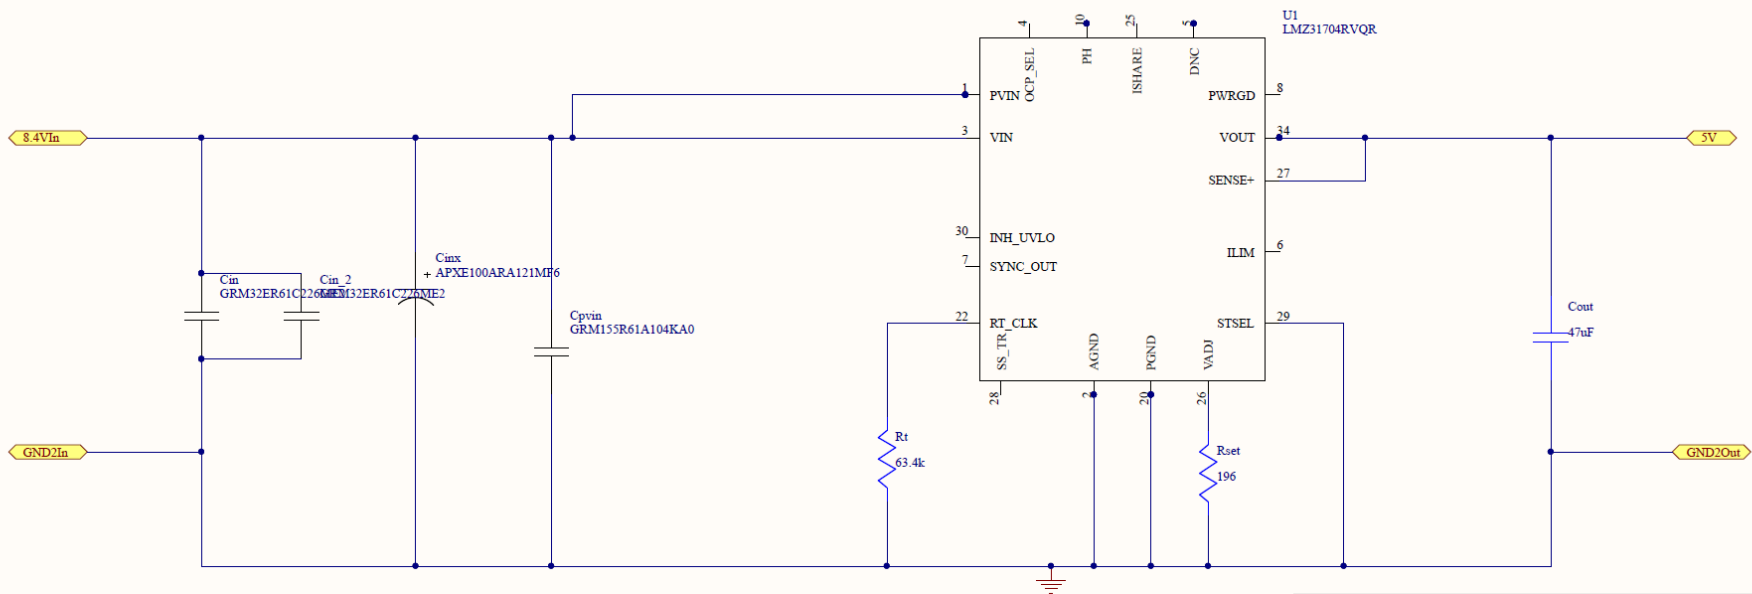 U1
LMZ31704RVQR
4
10
25
5
OCP_SEL
PH
ISHARE
DNC
1
PVIN
PWRGD
8
8.4VIn
3
VIN
VOUT
34
5V
SENSE+
27
30
INH_UVLO
ILIM
6
7
SYNC_OUT
Cinx
+ APXE100ARA121MF6
Cin
GRM32ER61C226ME2
Cin_2
GRM32ER61C226ME2
Cpvin
GRM155R61A104KA0
22
RT_CLK
STSEL
29
Cout
47uF
SS_TR
AGND
PGND
VADJ
28
2
20
26
Rt
63.4k
Rset
196
GND2In
GND2Out